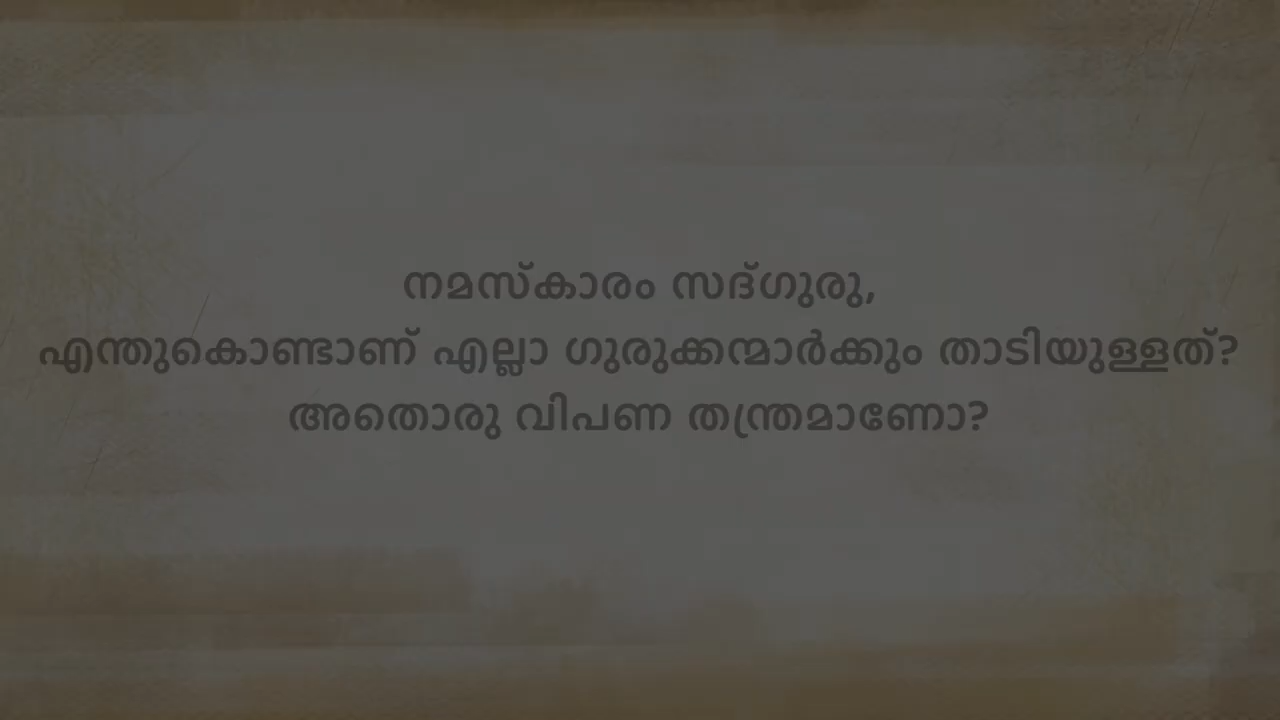 നമസ്കാരം സദ്ഗുരു,
എന്തുകൊണ്ടാണ് എല്ലാ ഗുരുക്കന്മാർക്കും താടിയുള്ളത്?
അതൊരു വിപണ തന്ത്രമാണോ?